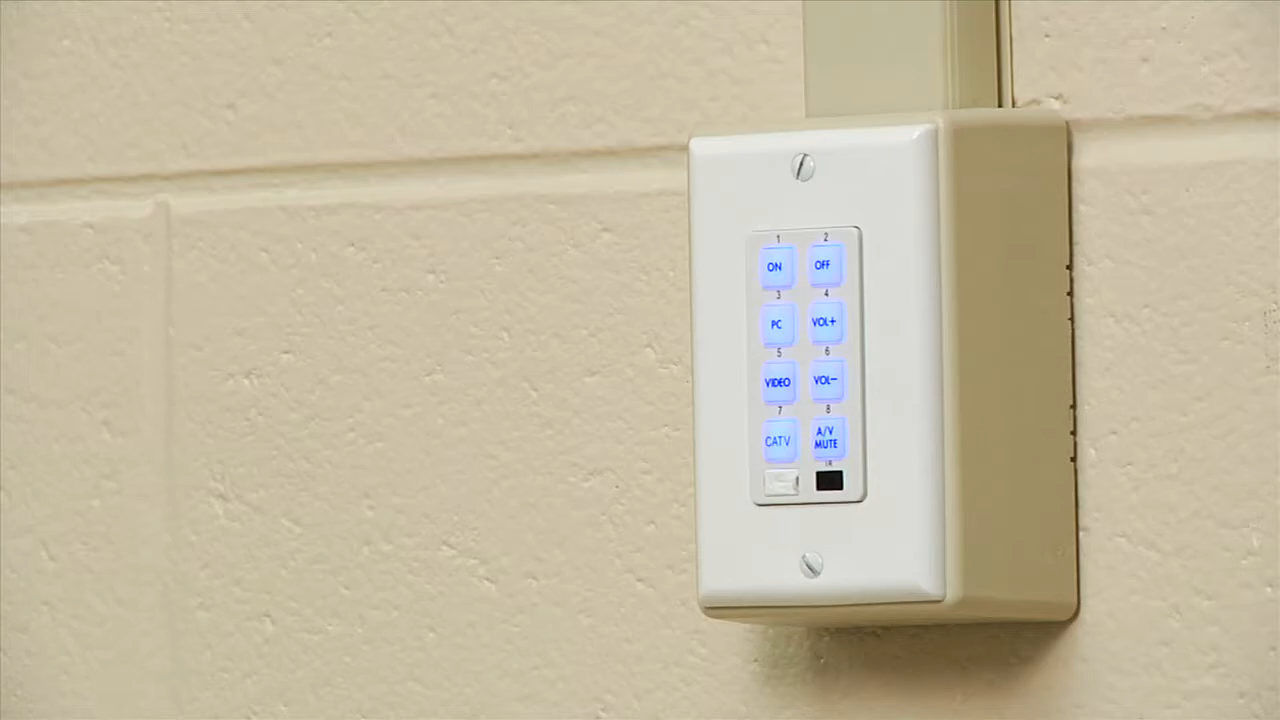 1 2
ON OFF
3 4
PC VOL+
5 6
VIDEO VOL−
7 8
CATV A/V
MUTE
IR